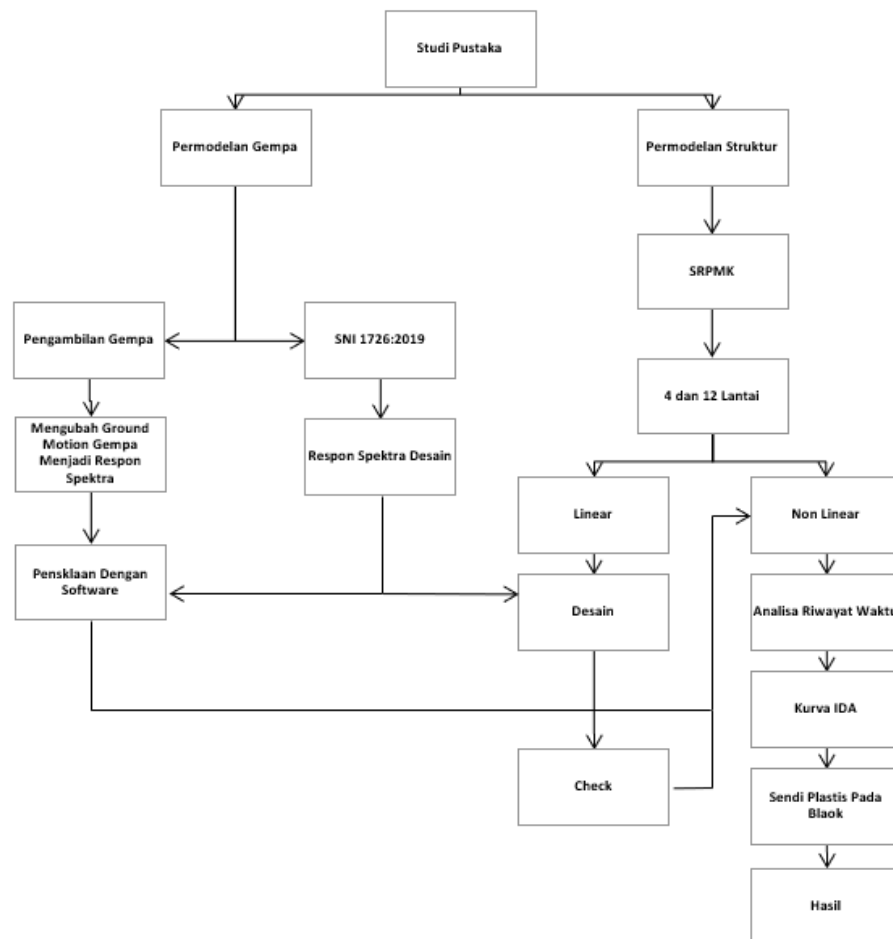 Studi Pustaka
Permodelan Gempa
Permodelan Struktur
SRPMK
Pengambilan Gempa
SNI 1726:2019
4 dan 12 Lantai
Mengubah Ground
Motion Gempa
Menjadi Respon
Spektra
Respon Spektra Desain
Linear
Non Linear
Pensklaan Dengan
Software
Desain
Analisa Riwayat Waktu
Kurva IDA
Check
Sendi Plastis Pada
Blaok
Hasil